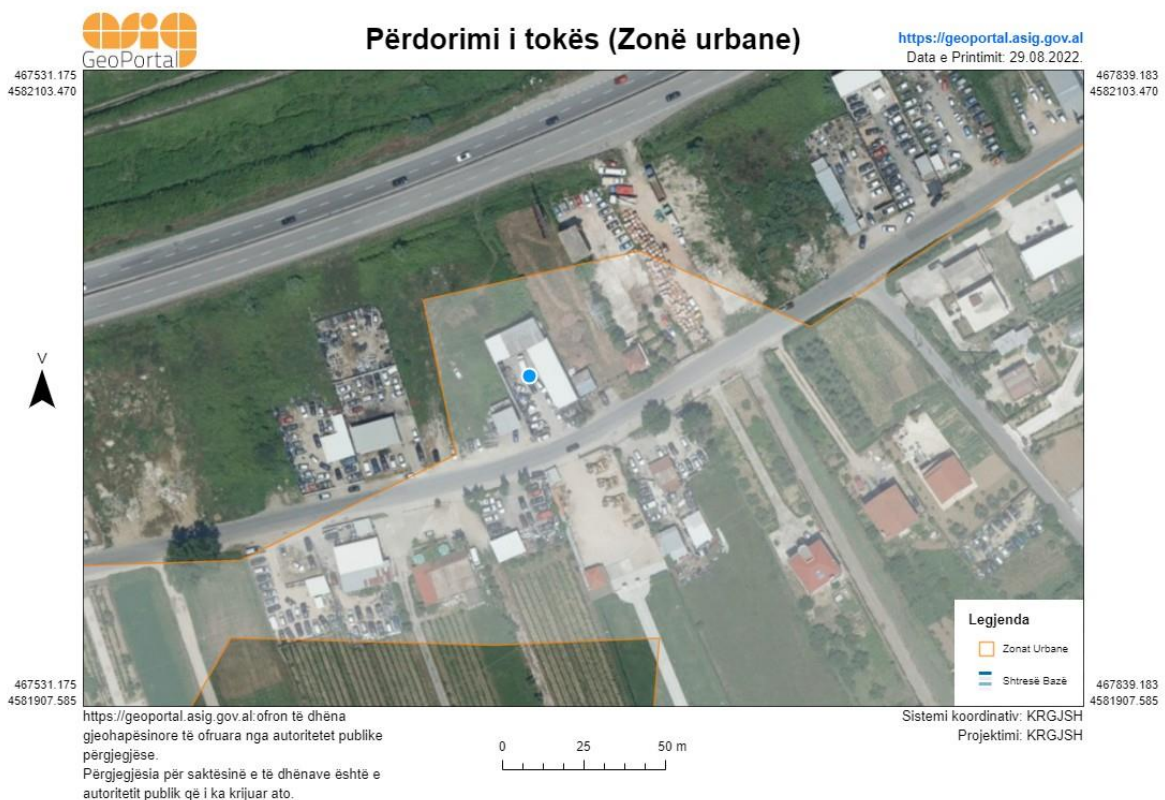 asig
GeoPortal
Përdorimi i tokës (Zonë urbane)
https://geoportal.asig.gov.al
Data e Printimit: 29.08.2022.
467531.175
4582103.470
467839.183
4582103.470
V
Legjenda
Zonat Urbane
Shtresë Bazë
467531.175
4581907.585
467839.183
4581907.585
https://geoportal.asig.gov.al:ofron të dhëna
gjeohapësinore të ofruara nga autoritetet publike
përgjegjëse.
Përgjegjësia për saktësinë e të dhënave është e
autoritetit publik që i ka krijuar ato.
0 25 50 m
Sistemi koordinativ: KRGJSH
Projektimi: KRGJSH